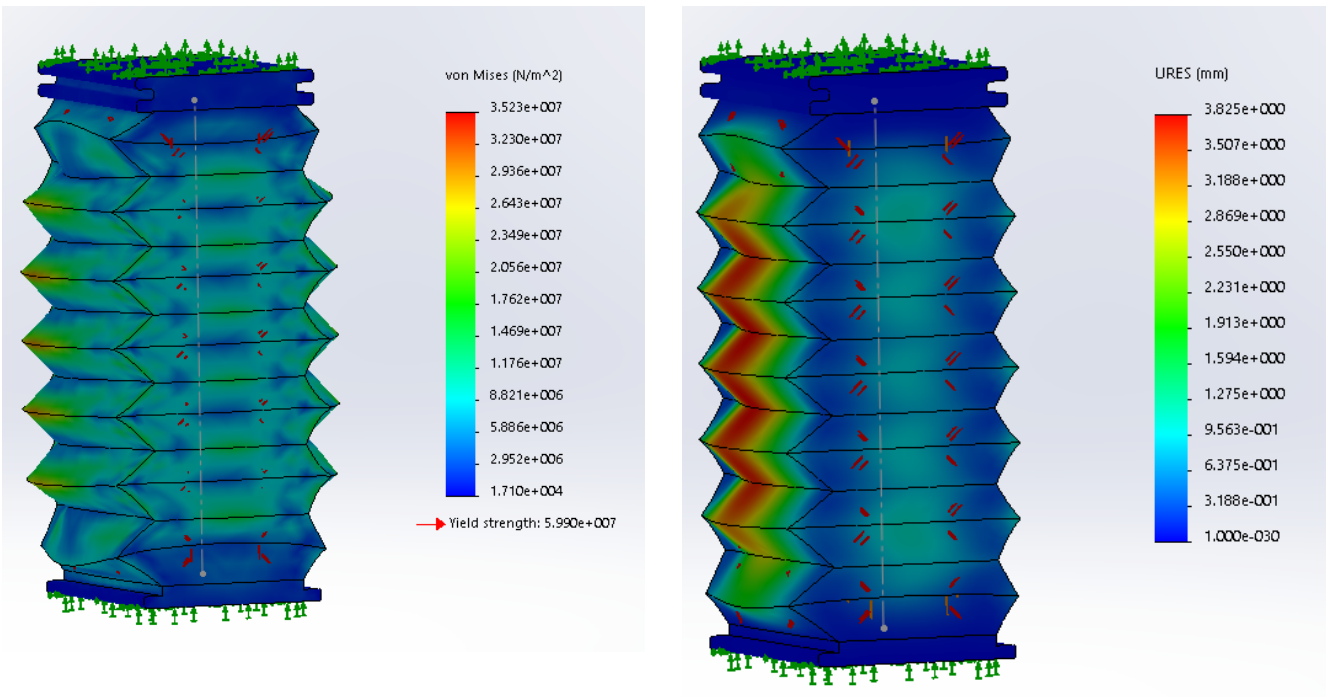 von Mises (N/m^2)
3.523e+007
3.230e+007
2.936e+007
2.643e+007
2.349e+007
2.056e+007
1.762e+007
1.469e+007
1.176e+007
8.821e+006
5.886e+006
2.952e+006
1.710e+004
Yield strength: 5.990e+007
URES (mm)
3.825e+000
3.507e+000
3.188e+000
2.869e+000
2.550e+000
2.231e+000
1.913e+000
1.594e+000
1.275e+000
9.563e-001
6.375e-001
3.188e-001
1.000e-030